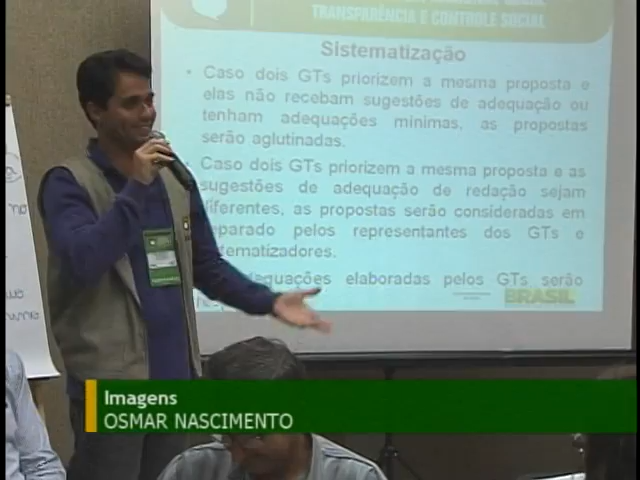 TRANSPARÊNCIA E CONTROLE SOCIAL
Sistematização
• Caso dois GTs priorizem a mesma proposta e
elas não recebam sugestões de adequação ou
tenham adequações mínimas, as propostas
serão aglutinadas.
Caso dois GTs priorizem a mesma proposta e as
sugestões de adequação de redação sejam
diferentes, as propostas serão consideradas em
separado pelos representantes dos GTs e
tematizadores.
dequações elaboradas pelos GTs serão
BRASIL
Imagens
OSMAR NASCIMENTO